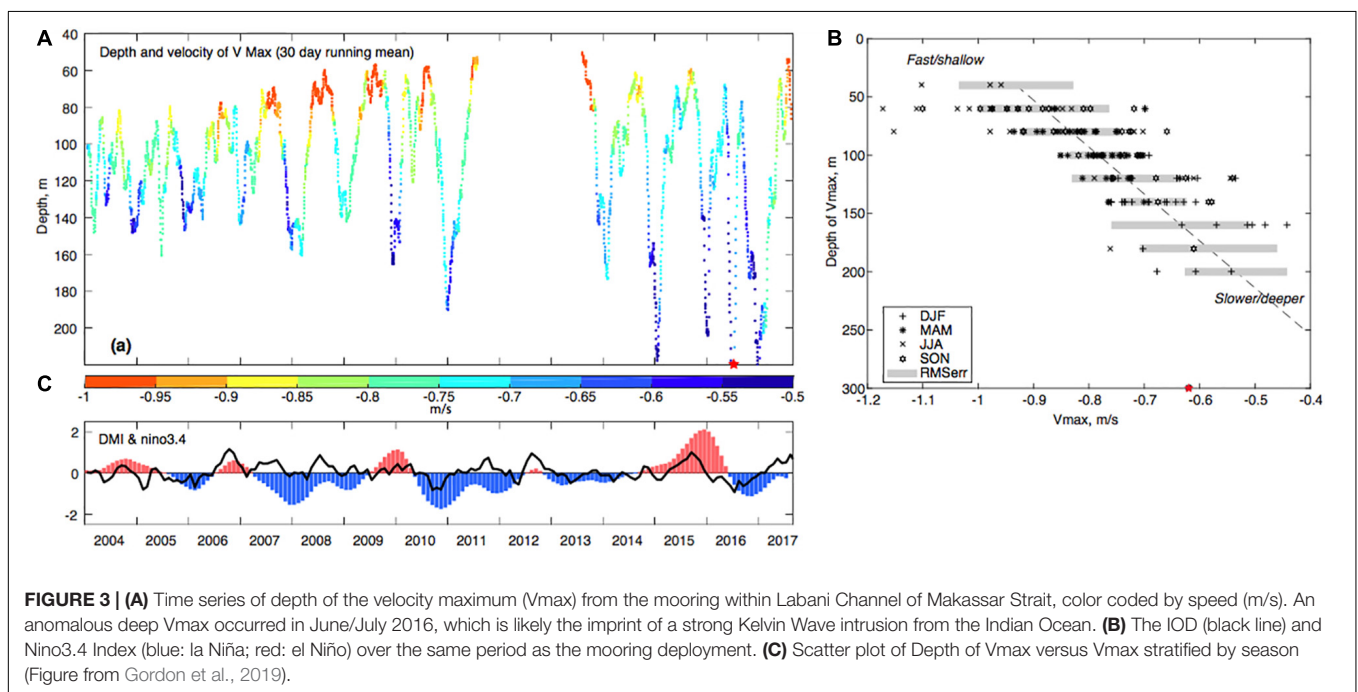 A
Depth and velocity of V Max (30 day running mean)
40
60
80
100
120
140
160
180
200
Depth, m
(a)
C
-1 -0.95 -0.9 -0.85 -0.8 -0.75 -0.7 -0.65 -0.6 -0.55 -0.5
m/s
DMI & nino3.4
2
0
-2
2004 2005 2006 2007 2008 2009 2010 2011 2012 2013 2014 2015 2016 2017
B
0
50
100
150
200
250
300
Depth of Vmax, m
Fast/shallow
Slower/deeper
DJF
MAM
JJA
SON
RMSerr
-1.2 -1.1 -1 -0.9 -0.8 -0.7 -0.6 -0.5 -0.4
Vmax, m/s
FIGURE 3 | (A) Time series of depth of the velocity maximum (Vmax) from the mooring within Labani Channel of Makassar Strait, color coded by speed (m/s). An
anomalous deep Vmax occurred in June/July 2016, which is likely the imprint of a strong Kelvin Wave intrusion from the Indian Ocean. (B) The IOD (black line) and
Nino3.4 Index (blue: la Niña; red: el Niño) over the same period as the mooring deployment. (C) Scatter plot of Depth of Vmax versus Vmax stratified by season
(Figure from Gordon et al., 2019).